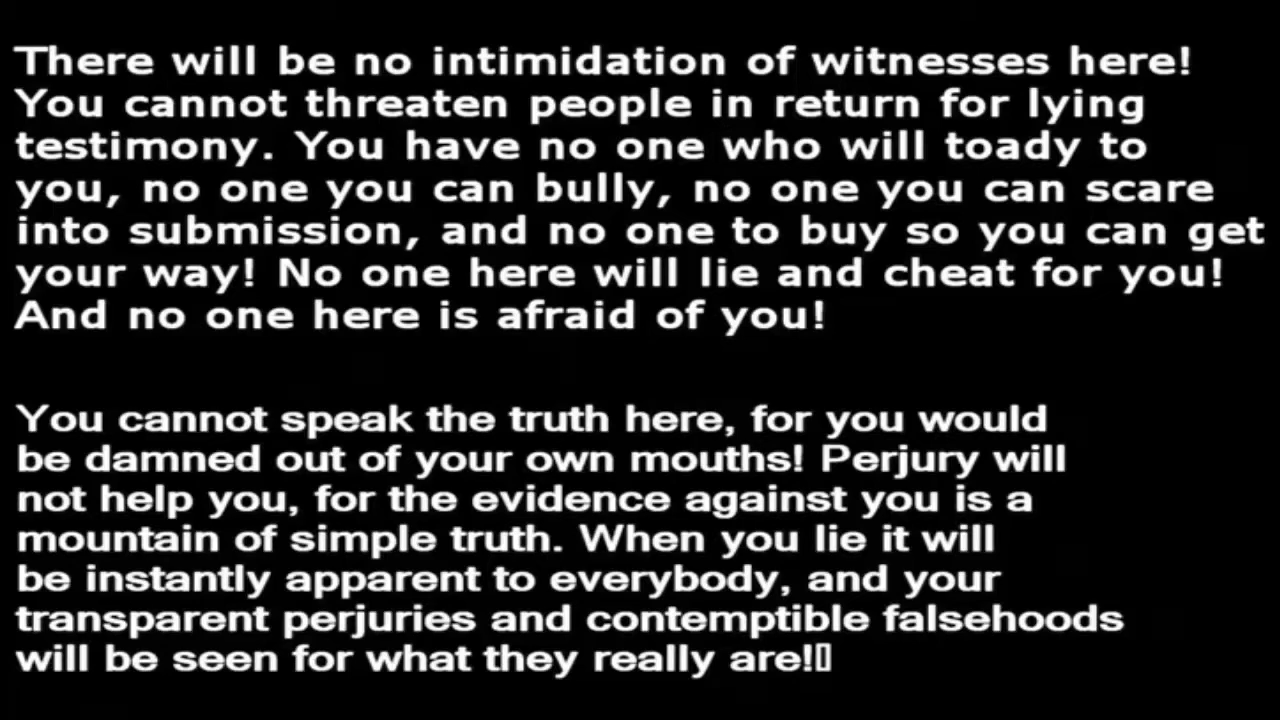 There will be no intimidation of witnesses here!
You cannot threaten people in return for lying
testimony. You have no one who will toady to
you, no one you can bully, no one you can scare
into submission, and no one to buy so you can get
your way! No one here will lie and cheat for you!
And no one here is afraid of you!
You cannot speak the truth here, for you would
be damned out of your own mouths! Perjury will
not help you, for the evidence against you is a
mountain of simple truth. When you lie it will
be instantly apparent to everybody, and your
transparent perjuries and contemptible falsehoods
will be seen for what they really are!▯